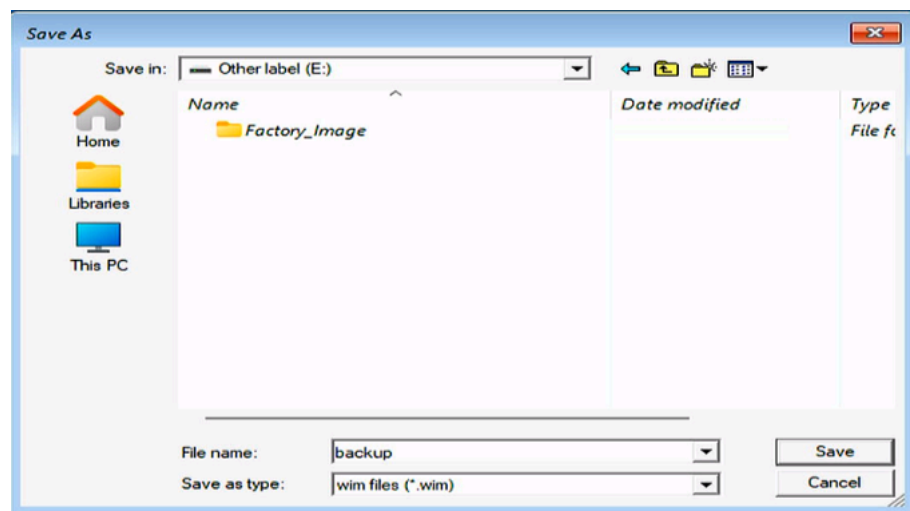 Save As
Save in: Other label (E:)
Name Date modified Type
Factory_Image File
Home
Libraries
This PC
File name: backup Save
Save as type: wim files (*.wim) Cancel